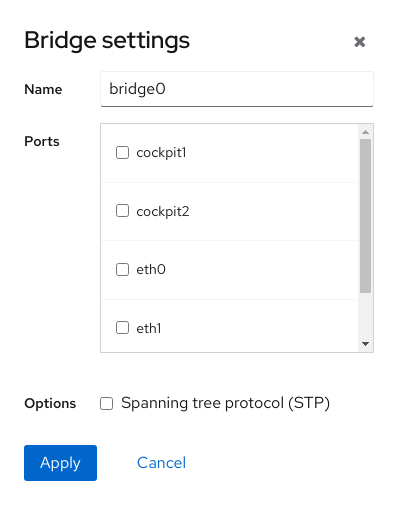 Bridge settings
Name bridge0
Ports cockpit1
cockpit2
eth0
eth1
Options Spanning tree protocol (STP)
Apply Cancel